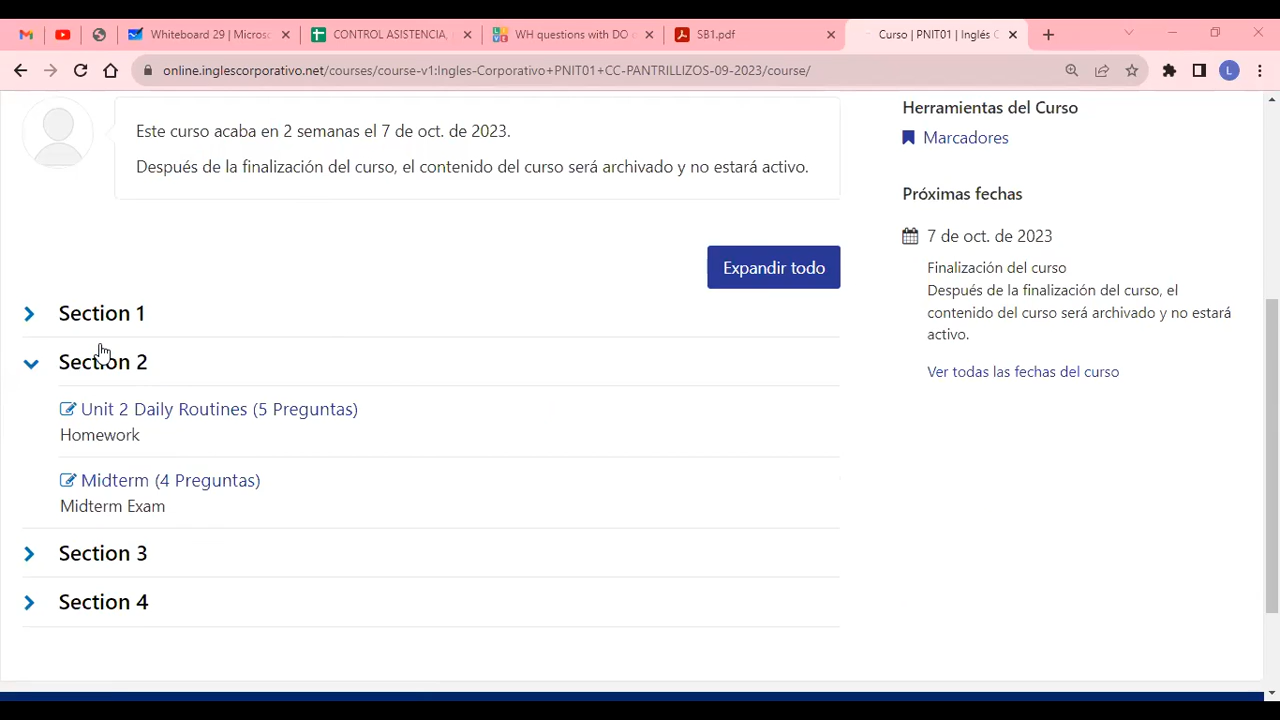 Whiteboard 29 | Micros
CONTROL ASISTENCIA,
WH questions with DO
SB1.pdf
Curso | PNIT01 | Inglés C
online.inglescorporativo.net/courses/course-v1:Ingles-Corporativo+PNIT01+CC-PANTRILLIZOS-09-2023/course/
L
Este curso acaba en 2 semanas el 7 de oct. de 2023.
Después de la finalización del curso, el contenido del curso será archivado y no estará activo.
Expandir todo
Section 1
Section 2
Unit 2 Daily Routines (5 Preguntas)
Homework
Midterm (4 Preguntas)
Midterm Exam
Section 3
Section 4
Herramientas del Curso
Marcadores
Próximas fechas
7 de oct. de 2023
Finalización del curso
Después de la finalización del curso, el
contenido del curso será archivado y no estará
activo.
Ver todas las fechas del curso